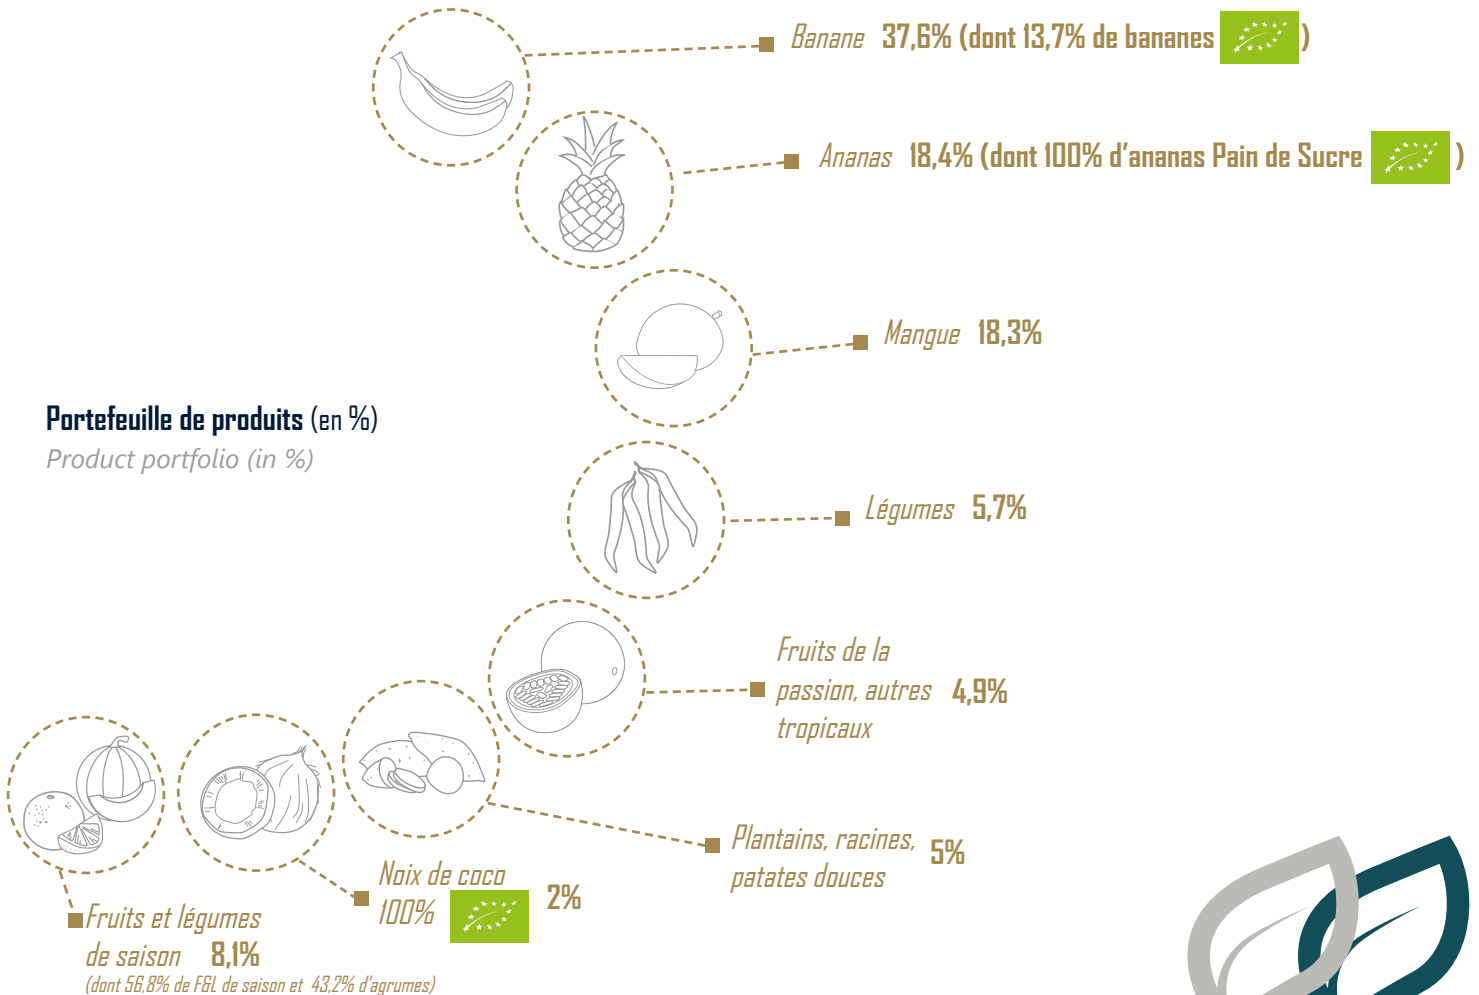 Banane 37,6% (dont 13,7% de bananes )
Ananas 18,4% (dont 100% d'ananas Pain de Sucre )
Mangue 18,3%
Portefeuille de produits (en %)
Product portfolio (in %)
Légumes 5,7%
Fruits de la
passion, autres 4,9%
tropicaux
Plantains, racines, 5%
patates douces
Noix de coco 2%
100%
Fruits et légumes
de saison 8,1%
(dont 56,8% de F&L de saison et 43,2% d'agrumes)